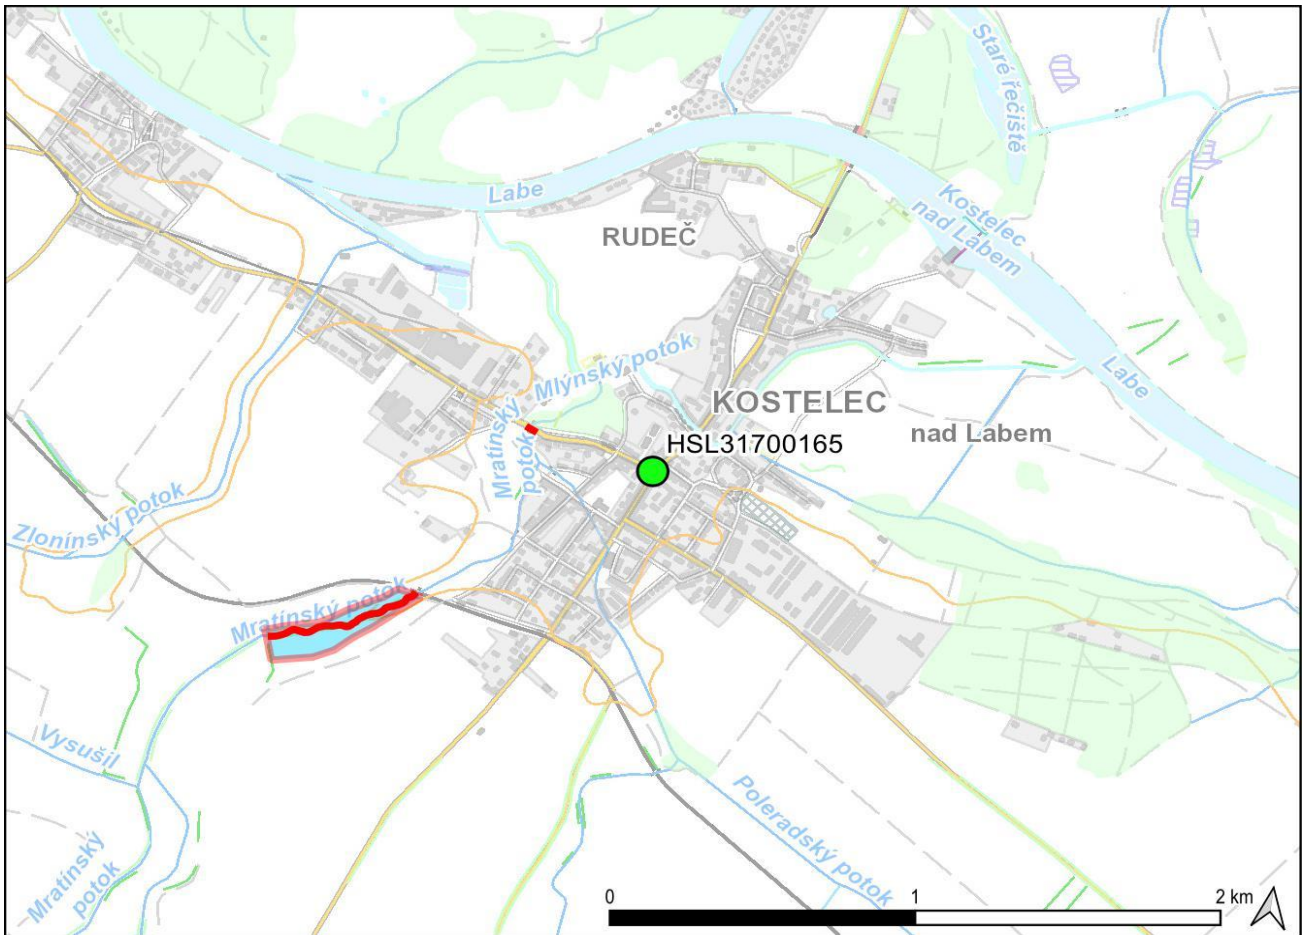 Staré řečiště
Labe
Kostelec
nad Labem
RUDEČ
Labe
Mlýnský potok
KOSTELEC
nad Labem
Mratínský
potok
HSL31700165
Zlonínský potok
Mratínský potok
Vysušil
Poleradský potok
Mratínský
potok
0
1
2 km